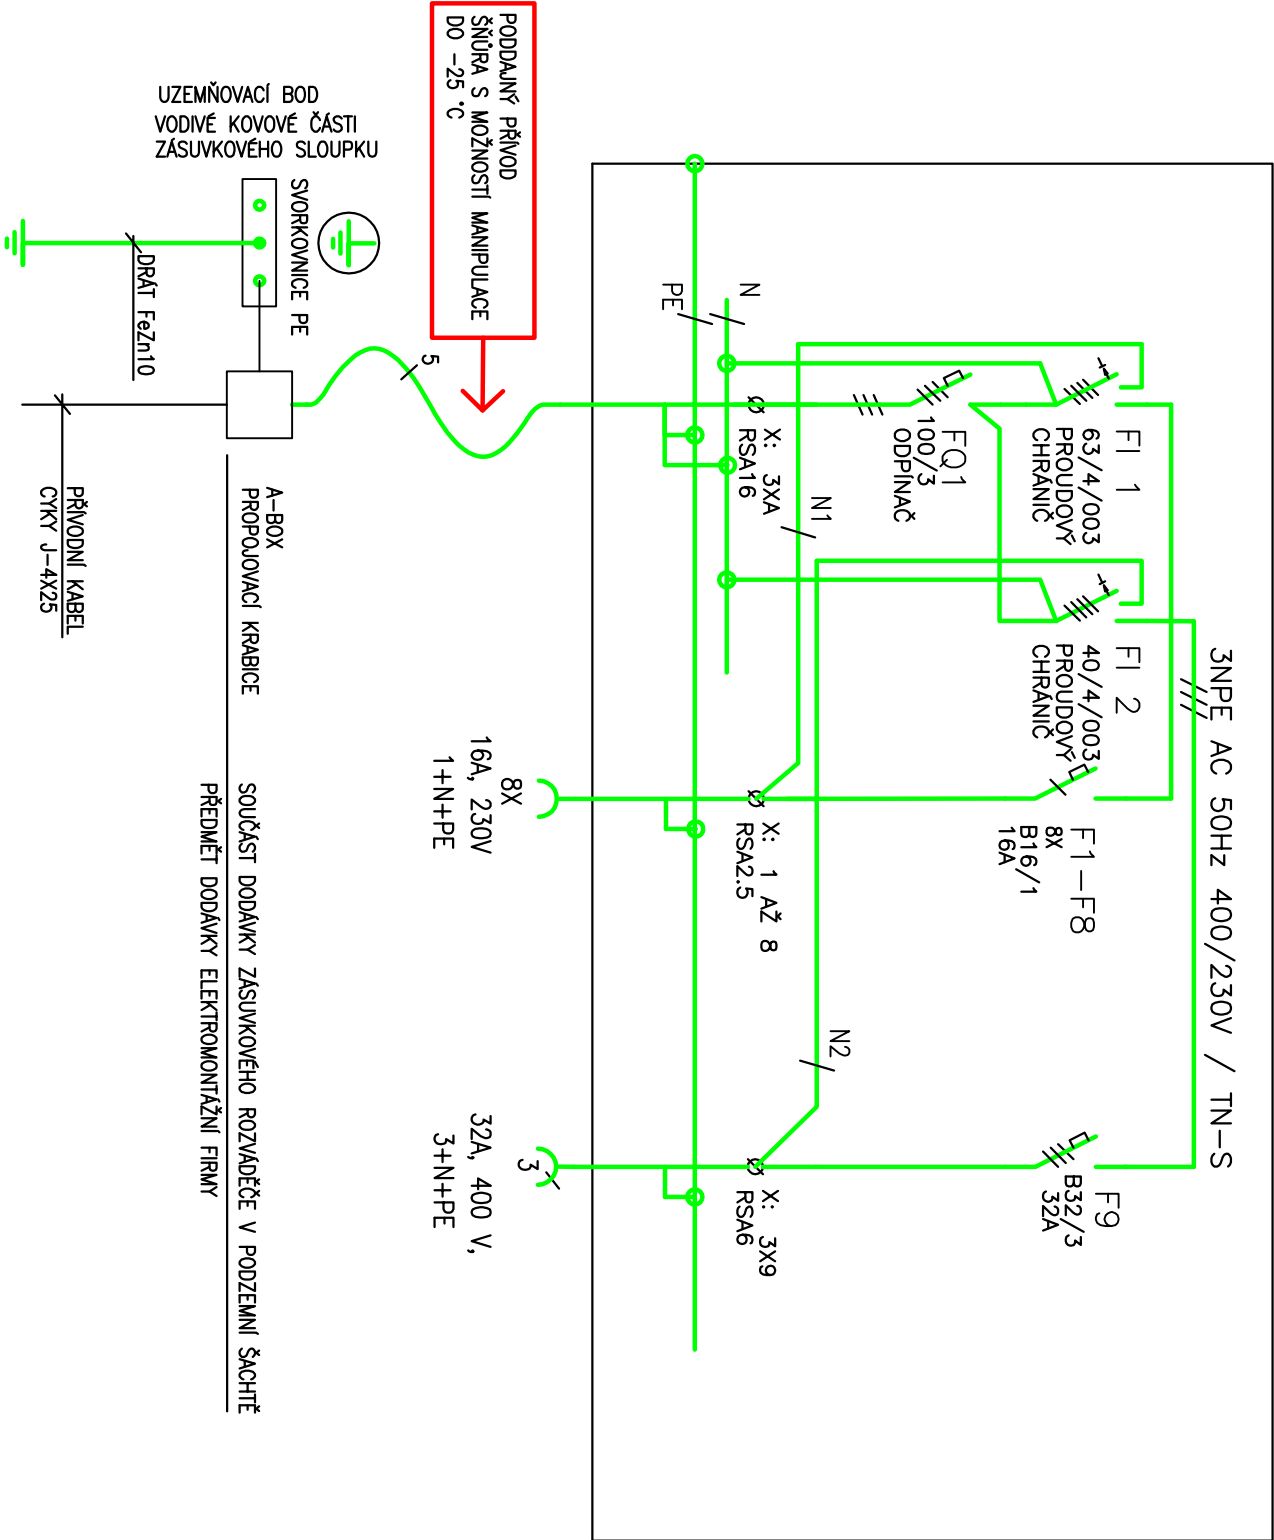 3NPE AC 50Hz 400/230V / TN-S
FI 1
63/4/003
PROUDOVÝ
CHRÁNIČ
FI 2
40/4/003
PROUDOVÝ
CHRÁNIČ
F1-F8
8X
B16/1
16A
F9
B32/3
32A
FQ1
100/3
ODPÍNAČ
N1
N2
X: 3XA
RSA16
X: 1 AŽ 8
RSA2.5
X: 3X9
RSA6
N
PE
PODDAJNÝ PŘÍVOD
ŠŇŮRA S MOŽNOSTÍ MANIPULACE
DO -25 °C
5
8X
16A, 230V
1+N+PE
3
32A, 400 V,
3+N+PE
UZEMŇOVACÍ BOD
VODIVÉ KOVOVÉ ČÁSTI
ZÁSUVKOVÉHO SLOUPKU
SVORKOVNICE PE
DRÁT FeZn10
A-BOX
PROPOJOVACÍ KRABICE
SOUČÁST DODÁVKY ZÁSUVKOVÉHO ROZVÁDĚČE V PODZEMNÍ ŠACHTĚ
PŘEDMĚT DODÁVKY ELEKTROMONTÁŽNÍ FIRMY
PŘÍVODNÍ KABEL
CYKY J-4X25